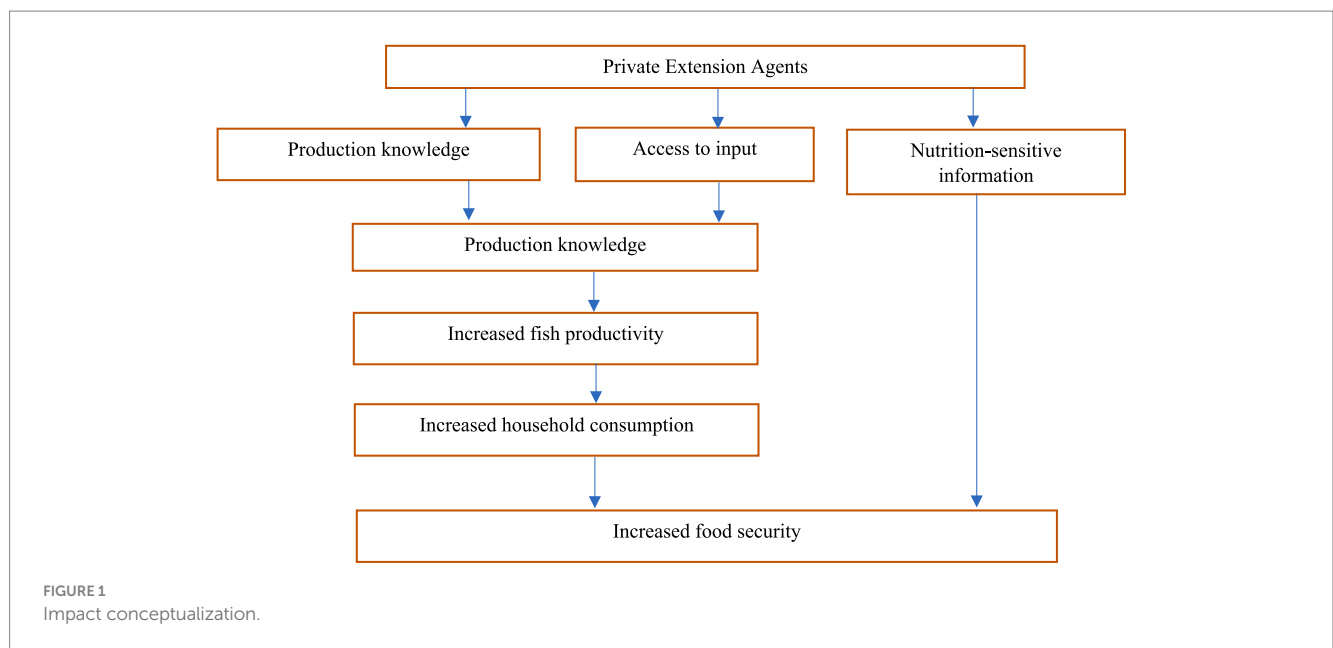 Private Extension Agents
Production knowledge
Access to input
Nutrition-sensitive
information
Production knowledge
Increased fish productivity
Increased household consumption
Increased food security
FIGURE 1
Impact conceptualization.